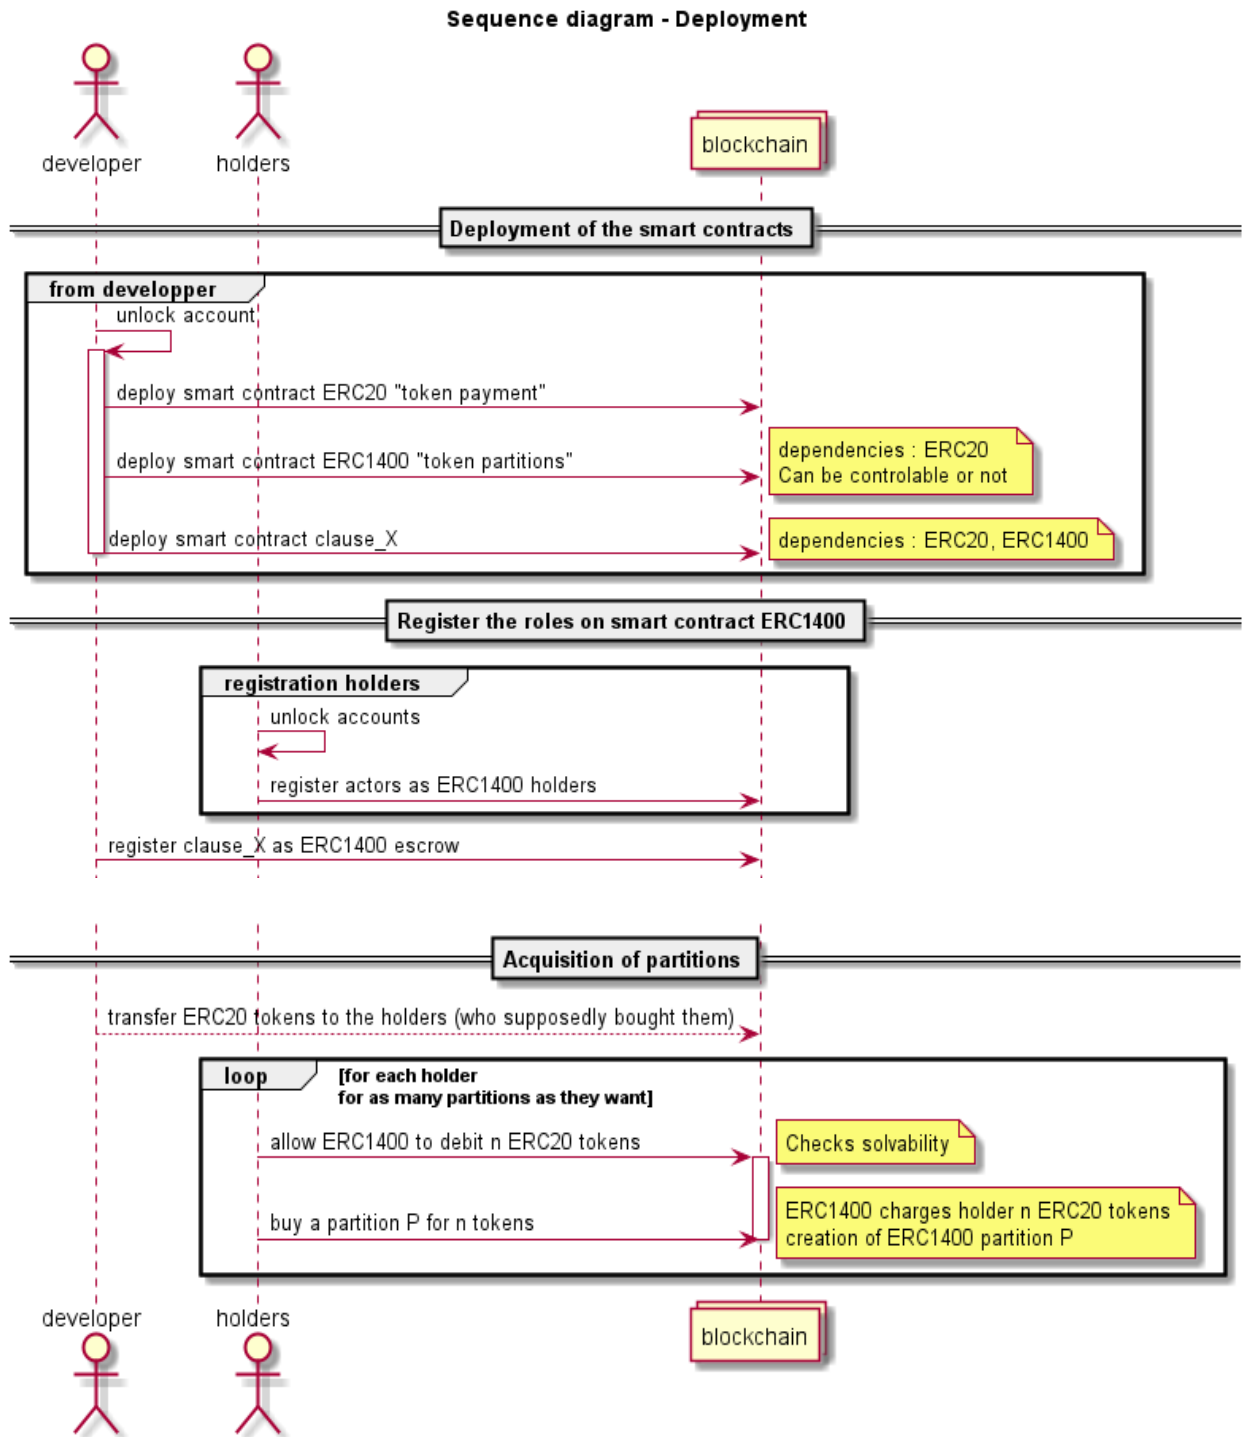 Sequence diagram - Deployment
developer
holders
blockchain
Deployment of the smart contracts
from developper
unlock account
deploy smart contract ERC20 "token payment"
dependencies : ERC20
Can be controlable or not
deploy smart contract ERC1400 "token partitions"
deploy smart contract clause_X
dependencies : ERC20, ERC1400
Register the roles on smart contract ERC1400
registration holders
unlock accounts
register actors as ERC1400 holders
register clause_X as ERC1400 escrow
Acquisition of partitions
transfer ERC20 tokens to the holders (who supposedly bought them)
loop
[for each holder
for as many partitions as they want]
allow ERC1400 to debit n ERC20 tokens
Checks solvability
buy a partition P for n tokens
ERC1400 charges holder n ERC20 tokens
creation of ERC1400 partition P
developer
holders
blockchain